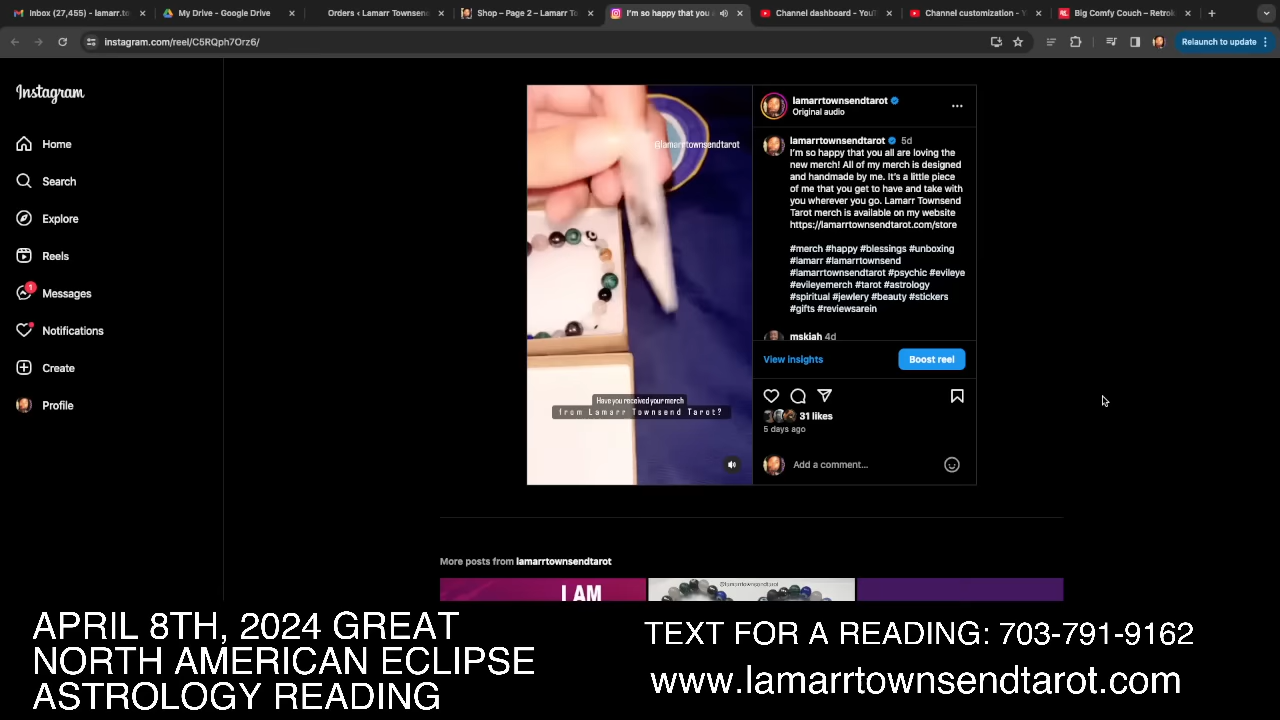 Inbox (27,455) - lamarr.to
My Drive - Google Drive
Orders ‹ Lamarr Townsen
Shop – Page 2 – Lamarr T
I'm so happy that you
Channel dashboard - YouT
Channel customization - Y
Big Comfy Couch – Retrok
instagram.com/reel/C5RQph7Orz6/
Relaunch to update
Instagram
Home
Search
Explore
Reels
1
Messages
Notifications
Create
Profile
@lamarrtownsendtarot
Have you received your merch
from Lamarr Townsend Tarot?
lamarrtownsendtarot
Original audio
lamarrtownsendtarot 5d
I'm so happy that you all are loving the
new merch! All of my merch is designed
and handmade by me. It's a little piece
of me that you get to have and take with
you wherever you go. Lamarr Townsend
Tarot merch is available on my website
https://lamarrtownsendtarot.com/store
#merch #happy #blessings #unboxing
#lamarr #lamarrtownsend
#lamarrtownsendtarot #psychic #evileye
#evileyemerch #tarot #astrology
#spiritual #jewlery #beauty #stickers
#gifts #reviewsarein
mskiah 4d
View insights
Boost reel
31 likes
5 days ago
Add a comment...
More posts from lamarrtownsendtarot
I AM
@lamarrtownsendtarot
APRIL 8TH, 2024 GREAT
NORTH AMERICAN ECLIPSE
ASTROLOGY READING
TEXT FOR A READING: 703-791-9162
www.lamarrtownsendtarot.com